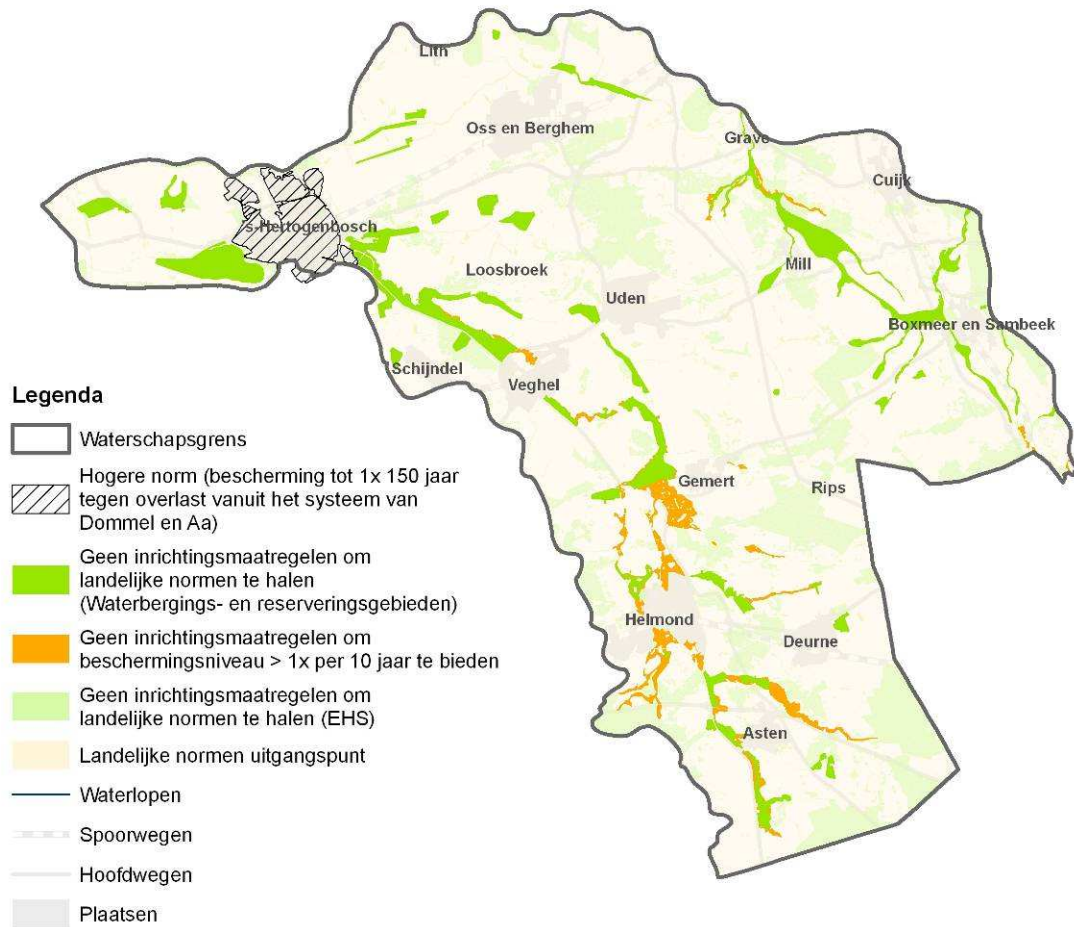 Lith
Oss en Berghem
Grave
Cuijk
's-Hertogenbosch
Loosbroek
Mill
Uden
Boxmeer en Sambeek
Schijndel
Veghel
Gemert
Rips
Helmond
Deurne
Asten
Legenda
Waterschapsgrens
Hogere norm (bescherming tot 1x 150 jaar
tegen overlast vanuit het systeem van
Dommel en Aa)
Geen inrichtingsmaatregelen om
landelijke normen te halen
(Waterbergings- en reserveringsgebieden)
Geen inrichtingsmaatregelen om
beschermingsniveau > 1x per 10 jaar te bieden
Geen inrichtingsmaatregelen om
landelijke normen te halen (EHS)
Landelijke normen uitgangspunt
Waterlopen
Spoorwegen
Hoofdwegen
Plaatsen